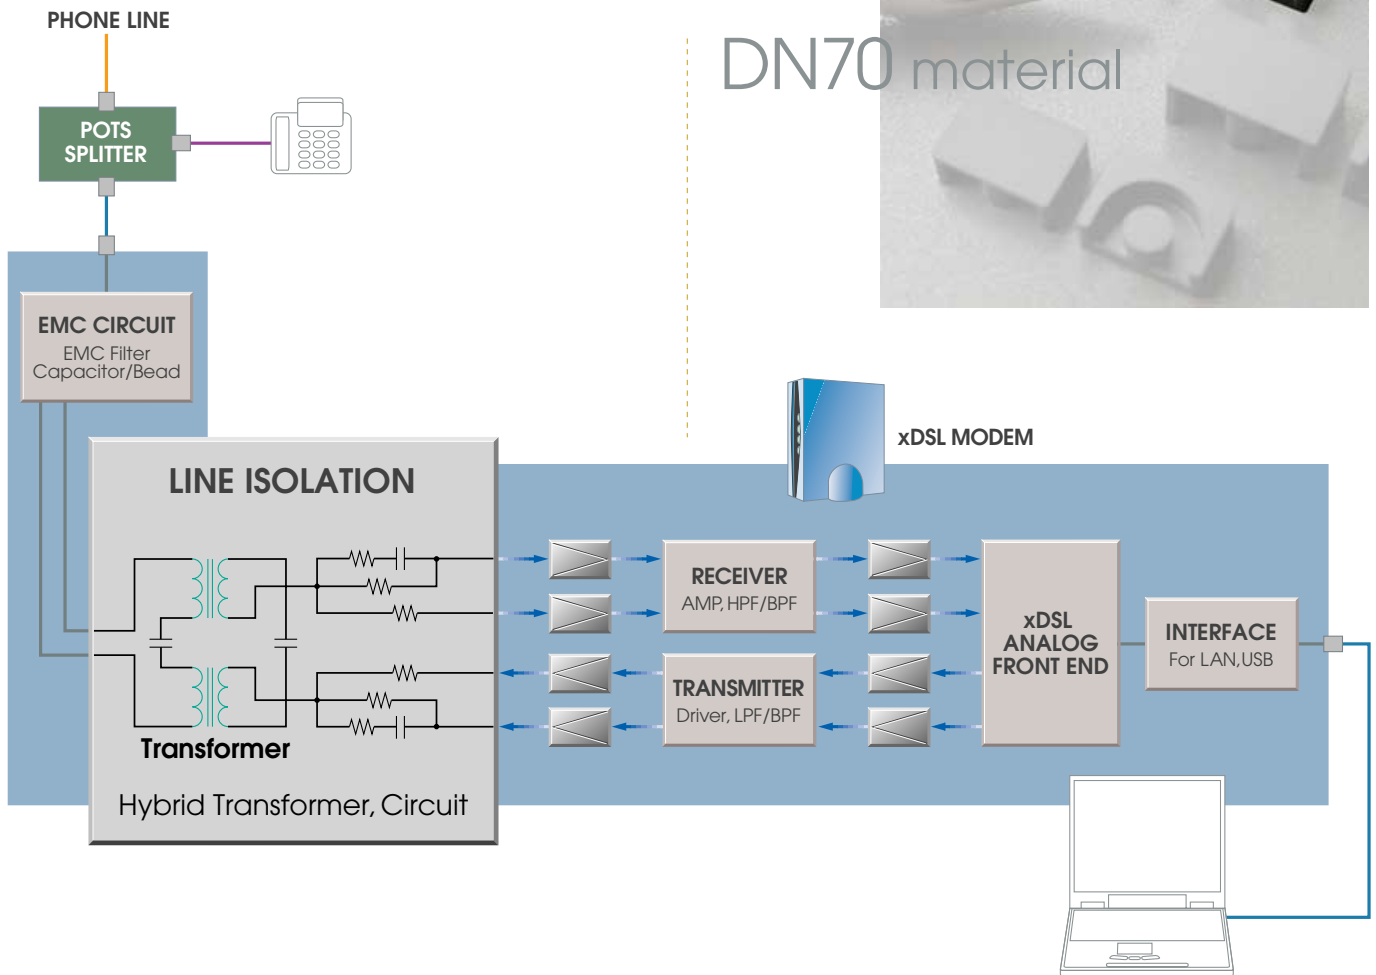 PHONE LINE
DN70 material
POTS
SPLITTER
EMC CIRCUIT
EMC Filter
Capacitor/Bead
xDSL MODEM
LINE ISOLATION
RECEIVER
AMP, HPF/BPF
xDSL
ANALOG
FRONT END
INTERFACE
For LAN,USB
TRANSMITTER
Driver, LPF/BPF
Transformer
Hybrid Transformer, Circuit